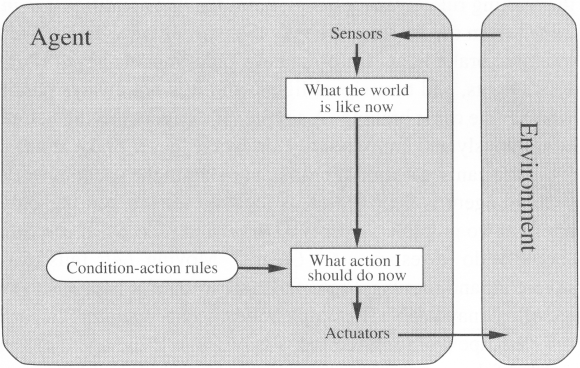 Agent
Sensors
What the world
is like now
Environment
Condition-action rules
What action I
should do now
Actuators